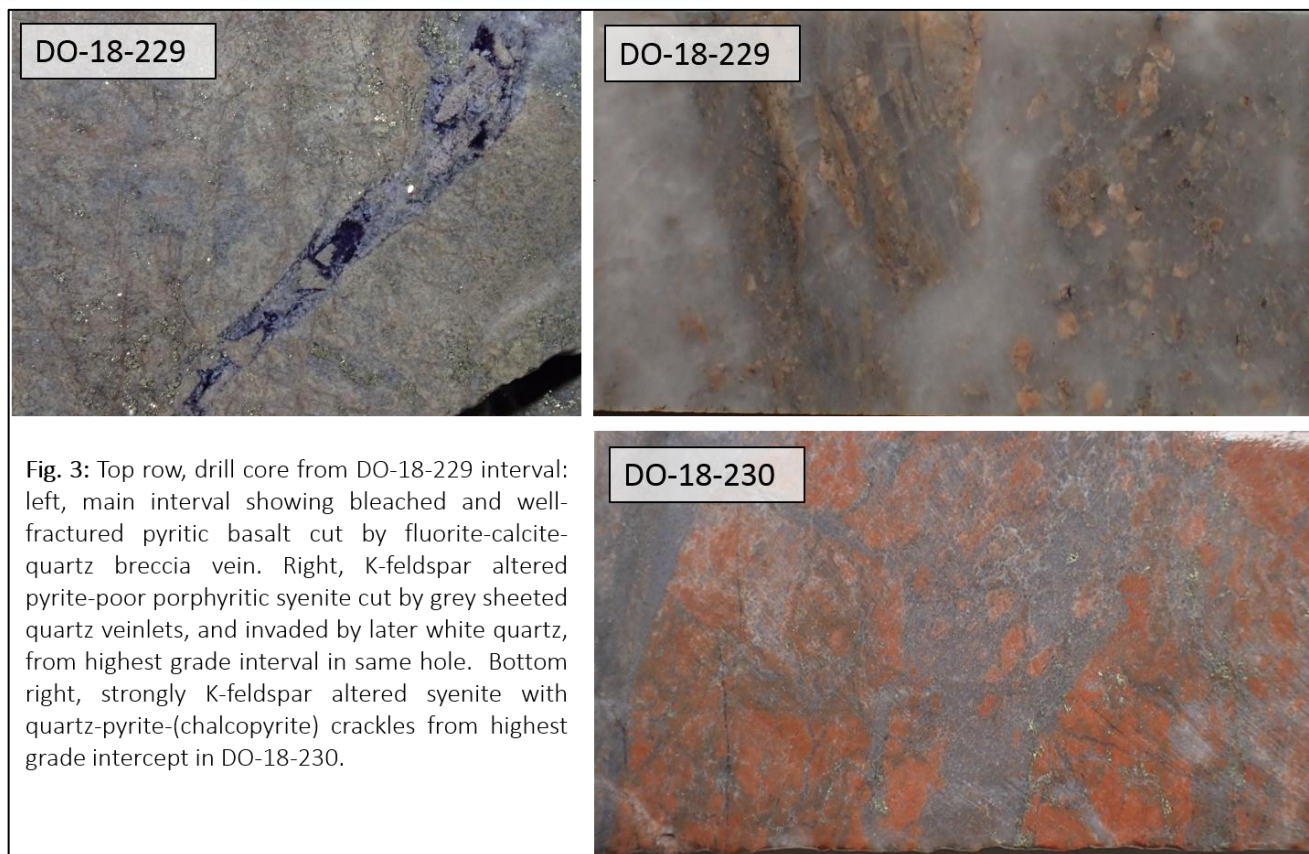 DO-18-229
DO-18-229
Fig. 3: Top row, drill core from DO-18-229 interval:
left, main interval showing bleached and well-
fractured pyritic basalt cut by fluorite-calcite-
quartz breccia vein. Right, K-feldspar altered
pyrite-poor porphyritic syenite cut by grey sheeted
quartz veinlets, and invaded by later white quartz,
from highest grade interval in same hole. Bottom
right, strongly K-feldspar altered syenite with
quartz-pyrite-(chalcopyrite) crackles from highest
grade intercept in DO-18-230.
DO-18-230